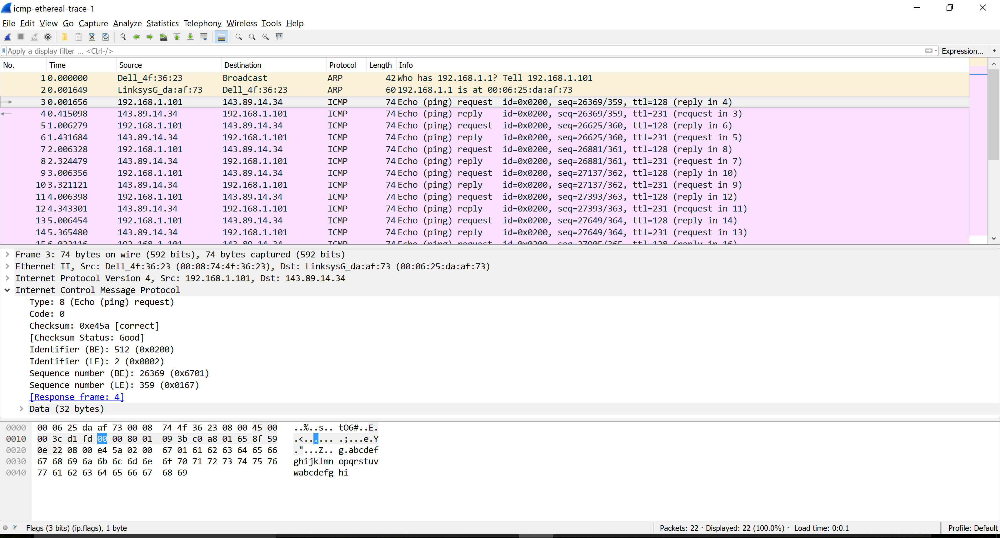 icmp-ethereal-trace-1
File Edit View Go Capture Analyze Statistics Telephony Wireless Tools Help
Apply a display filter ... <Ctrl-/> Expression... +
No. Time Source Destination Protocol Length Info
1 0.000000 Dell_4f:36:23 Broadcast ARP 42 Who has 192.168.1.1? Tell 192.168.1.101
2 0.001649 LinksysG_da:af:73 Dell_4f:36:23 ARP 60 192.168.1.1 is at 00:06:25:da:af:73
3 0.001656 192.168.1.101 143.89.14.34 ICMP 74 Echo (ping) request id=0x0200, seq=26369/359, ttl=128 (reply in 4)
4 0.415098 143.89.14.34 192.168.1.101 ICMP 74 Echo (ping) reply id=0x0200, seq=26369/359, ttl=231 (request in 3)
5 1.006279 192.168.1.101 143.89.14.34 ICMP 74 Echo (ping) request id=0x0200, seq=26625/360, ttl=128 (reply in 6)
6 1.431684 143.89.14.34 192.168.1.101 ICMP 74 Echo (ping) reply id=0x0200, seq=26625/360, ttl=231 (request in 5)
7 2.006328 192.168.1.101 143.89.14.34 ICMP 74 Echo (ping) request id=0x0200, seq=26881/361, ttl=128 (reply in 8)
8 2.324479 143.89.14.34 192.168.1.101 ICMP 74 Echo (ping) reply id=0x0200, seq=26881/361, ttl=231 (request in 7)
9 3.006356 192.168.1.101 143.89.14.34 ICMP 74 Echo (ping) request id=0x0200, seq=27137/362, ttl=128 (reply in 10)
10 3.321121 143.89.14.34 192.168.1.101 ICMP 74 Echo (ping) reply id=0x0200, seq=27137/362, ttl=231 (request in 9)
11 4.006398 192.168.1.101 143.89.14.34 ICMP 74 Echo (ping) request id=0x0200, seq=27393/363, ttl=128 (reply in 12)
12 4.343301 143.89.14.34 192.168.1.101 ICMP 74 Echo (ping) reply id=0x0200, seq=27393/363, ttl=231 (request in 11)
13 5.006454 192.168.1.101 143.89.14.34 ICMP 74 Echo (ping) request id=0x0200, seq=27649/364, ttl=128 (reply in 14)
14 5.365480 143.89.14.34 192.168.1.101 ICMP 74 Echo (ping) reply id=0x0200, seq=27649/364, ttl=231 (request in 13)
15 6.022116 192.168.1.101 143.89.14.34 ICMP 74 Echo (ping) request id=0x0200, seq=27905/365, ttl=128 (reply in 16)
Frame 3: 74 bytes on wire (592 bits), 74 bytes captured (592 bits)
Ethernet II, Src: Dell_4f:36:23 (00:08:74:4f:36:23), Dst: LinksysG_da:af:73 (00:06:25:da:af:73)
Internet Protocol Version 4, Src: 192.168.1.101, Dst: 143.89.14.34
Internet Control Message Protocol
Type: 8 (Echo (ping) request)
Code: 0
Checksum: 0xe45a [correct]
[Checksum Status: Good]
Identifier (BE): 512 (0x0200)
Identifier (LE): 2 (0x0002)
Sequence number (BE): 26369 (0x6701)
Sequence number (LE): 359 (0x0167)
[Response frame: 4]
Data (32 bytes)
0000 00 06 25 da af 73 00 08 74 4f 36 23 08 00 45 00 ..%..s.. tO6#..E.
0010 00 3c d1 fd 00 00 80 01 09 3b c0 a8 01 65 8f 59 .<...... .;...e.Y
0020 0e 22 08 00 e4 5a 02 00 67 01 61 62 63 64 65 66 ."...Z.. g.abcdef
0030 67 68 69 6a 6b 6c 6d 6e 6f 70 71 72 73 74 75 76 ghijklmn opqrstuv
0040 77 61 62 63 64 65 66 67 68 69 wabcdefg hi
Flags (3 bits) (ip.flags), 1 byte Packets: 22 · Displayed: 22 (100.0%) · Load time: 0:0.1 Profile: Default